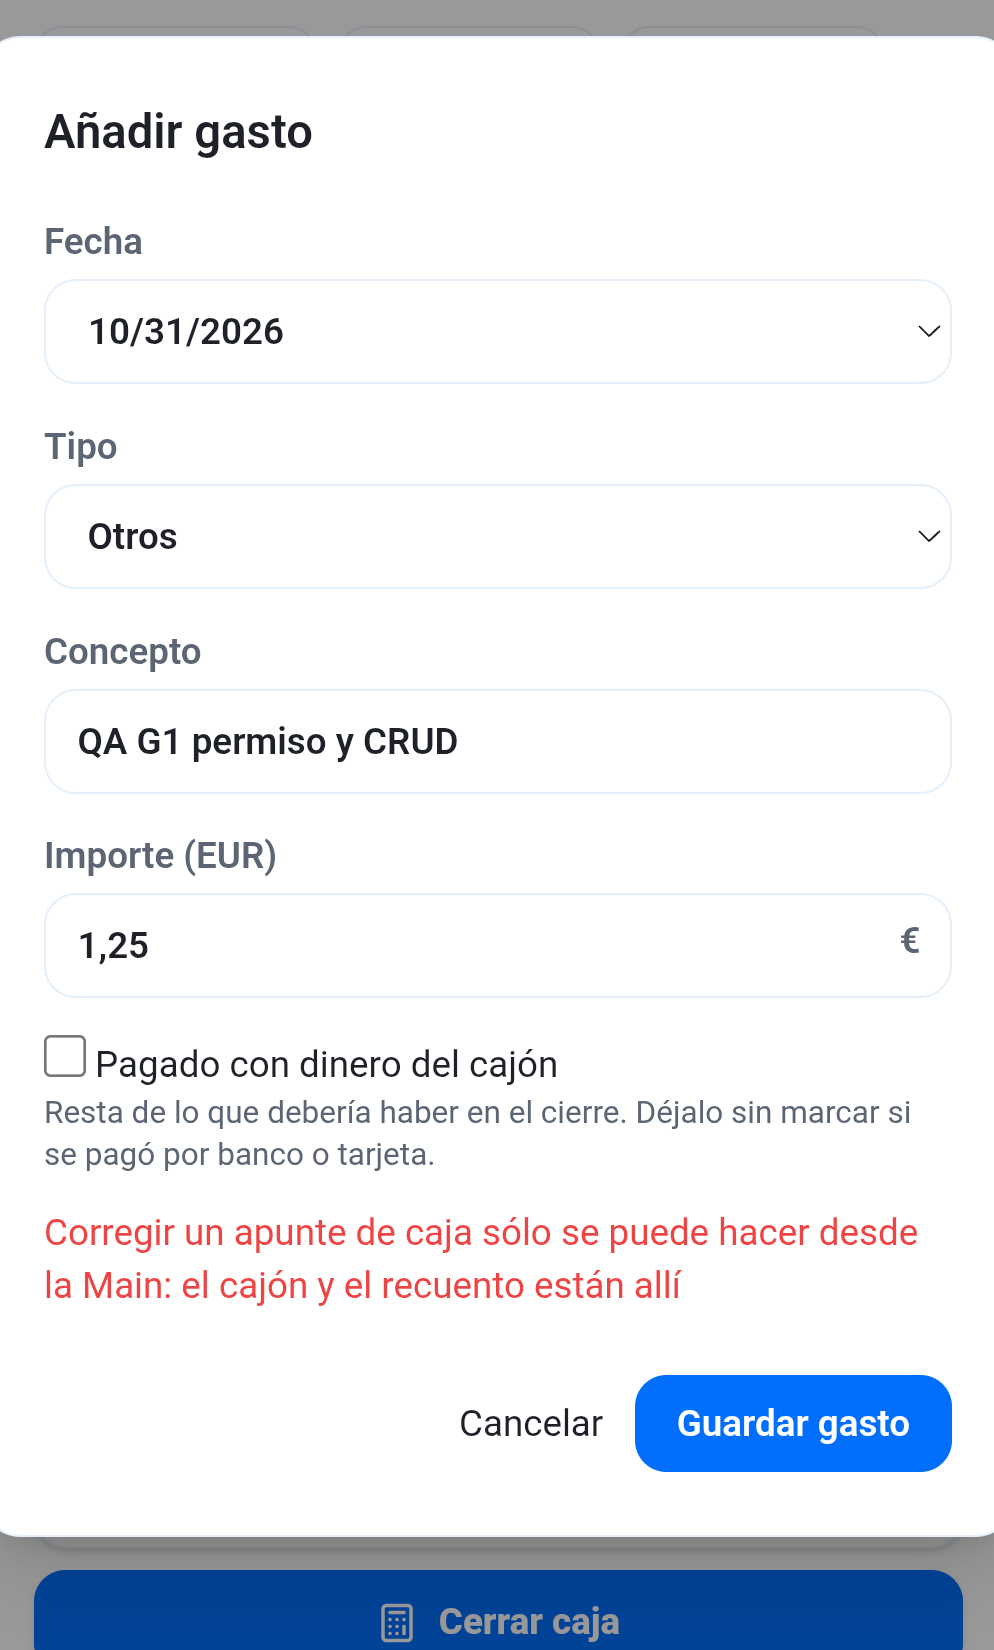 Añadir gasto
Fecha
10/31/2026
Tipo
Otros
Concepto
QA G1 permiso y CRUD
Importe (EUR)
1,25 €
Pagado con dinero del cajón
Resta de lo que debería haber en el cierre. Déjalo sin marcar si
se pagó por banco o tarjeta.
Corregir un apunte de caja sólo se puede hacer desde
la Main: el cajón y el recuento están allí
Cancelar Guardar gasto
Cerrar caja